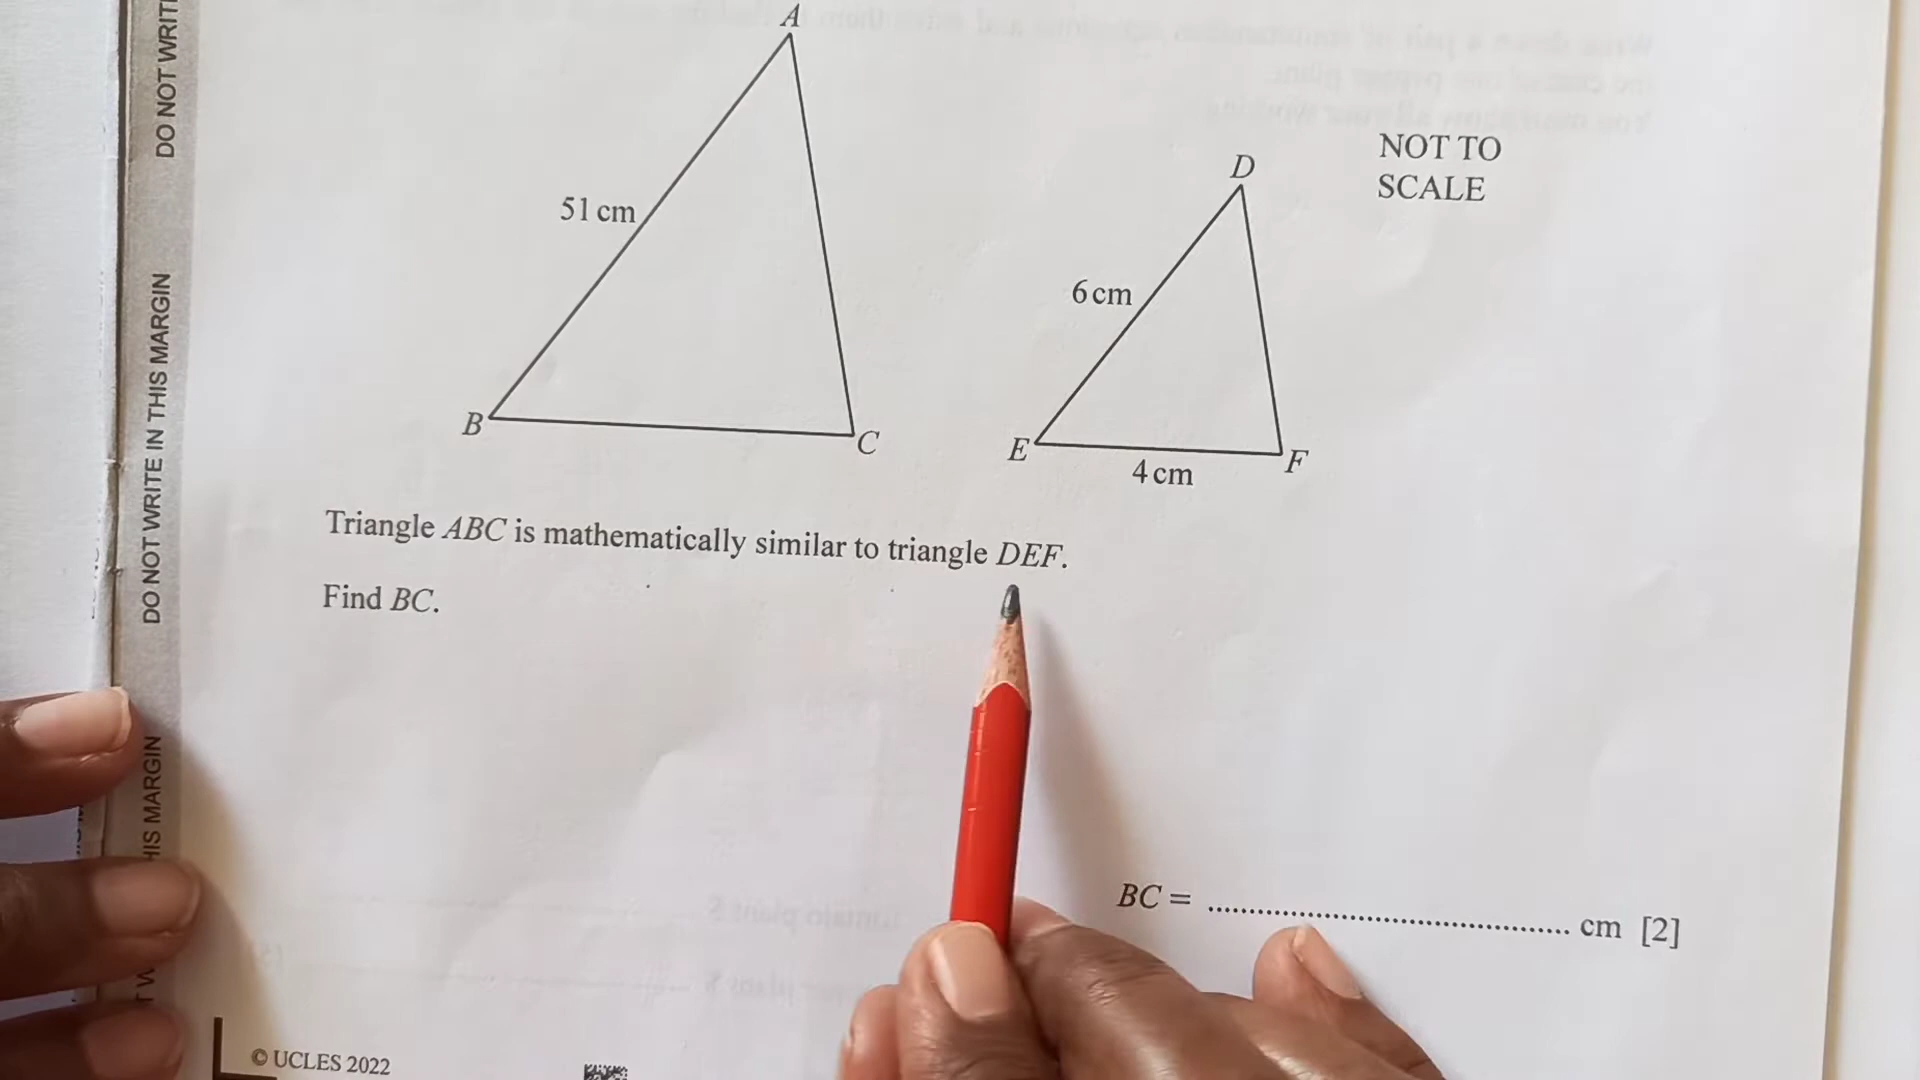 DO NOT WRIT
A
NOT TO
SCALE
D
51 cm
6 cm
DO NOT WRITE IN THIS MARGIN
B
C
E
F
4 cm
Triangle ABC is mathematically similar to triangle DEF.
Find BC.
HIS MARGIN
BC = ........................................ cm [2]
© UCLES 2022